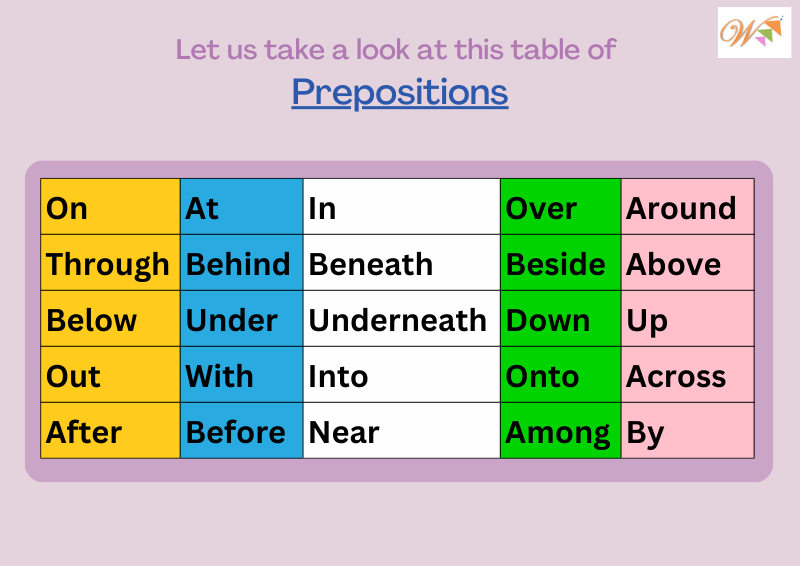 Let us take a look at this table of
Prepositions
W
On At In Over Around
Through Behind Beneath Beside Above
Below Under Underneath Down Up
Out With Into Onto Across
After Before Near Among By